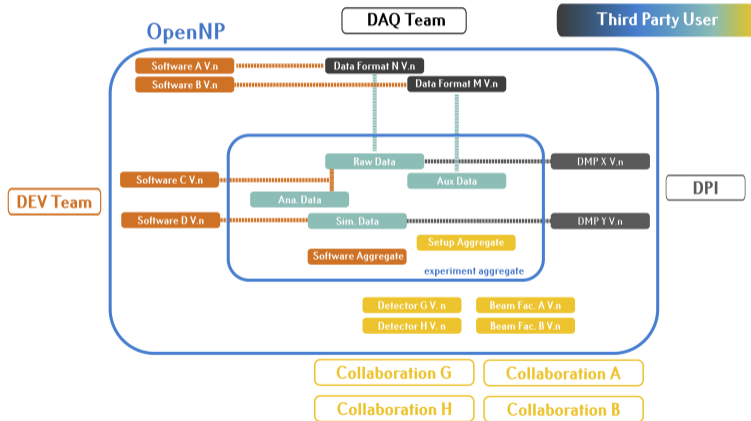 DAQ Team
Third Party User
OpenNP
Software A V.n
Data Format N V.n
Software B V.n
Data Format M V.n
Raw Data
DMP X V.n
Software C V.n
Aux Data
DPI
DEV Team
Ana. Data
Software D V.n
Sim. Data
DMP Y V.n
Setup Aggregate
Software Aggregate
experiment aggregate
Detector G V. n
Beam Fac. A V.n
Detector H V. n
Beam Fac. B V.n
Collaboration G
Collaboration A
Collaboration H
Collaboration B